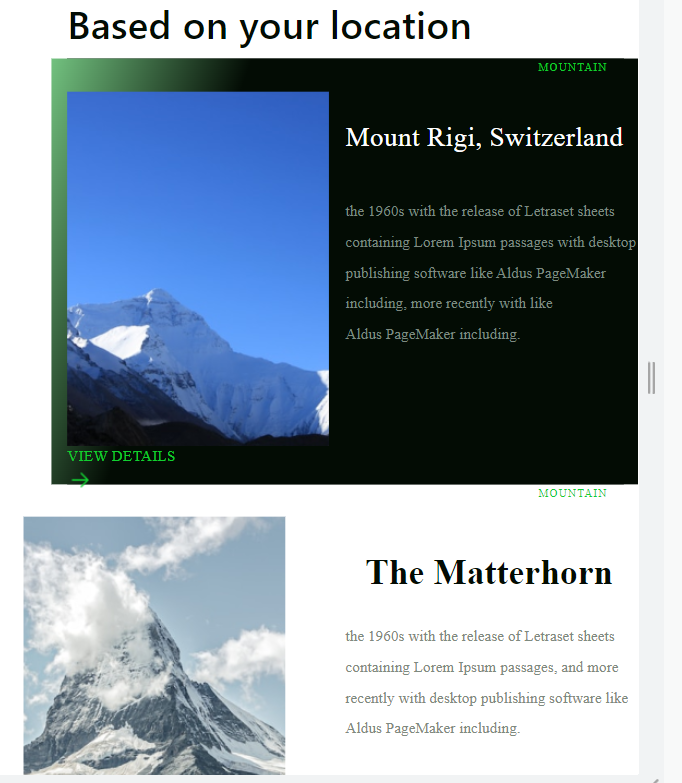 Based on your location
MOUNTAIN
Mount Rigi, Switzerland
the 1960s with the release of Letraset sheets
containing Lorem Ipsum passages with desktop
publishing software like Aldus PageMaker
including, more recently with like
Aldus PageMaker including.
VIEW DETAILS
MOUNTAIN
The Matterhorn
the 1960s with the release of Letraset sheets
containing Lorem Ipsum passages, and more
recently with desktop publishing software like
Aldus PageMaker including.